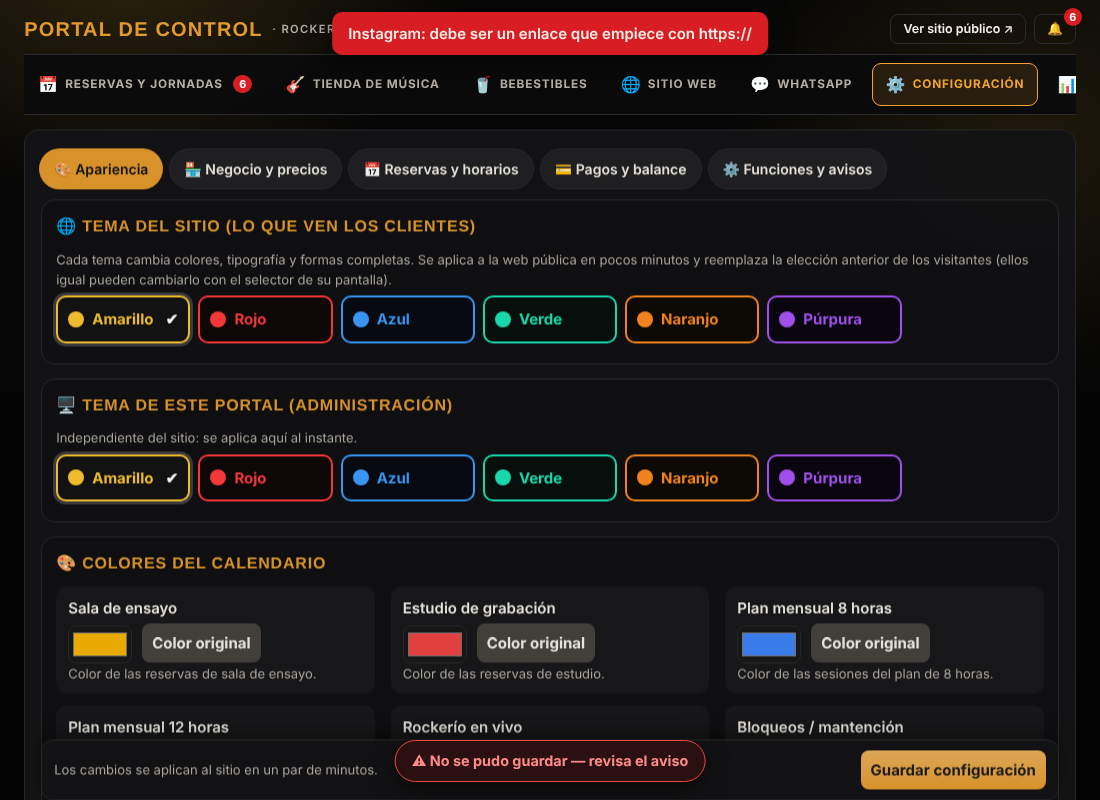 PORTAL DE CONTROL · ROCKER
Instagram: debe ser un enlace que empiece con https://
Ver sitio público ↗
🔔 6
📅 RESERVAS Y JORNADAS 6
🎸 TIENDA DE MÚSICA
🥤 BEBESTIBLES
🌐 SITIO WEB
💬 WHATSAPP
⚙️ CONFIGURACIÓN
📊
🎨 Apariencia
🏪 Negocio y precios
📅 Reservas y horarios
💳 Pagos y balance
⚙️ Funciones y avisos
🌐 TEMA DEL SITIO (LO QUE VEN LOS CLIENTES)
Cada tema cambia colores, tipografía y formas completas. Se aplica a la web pública en pocos minutos y reemplaza la elección anterior de los visitantes (ellos
igual pueden cambiarlo con el selector de su pantalla).
Amarillo ✔
Rojo
Azul
Verde
Naranjo
Púrpura
🖥️ TEMA DE ESTE PORTAL (ADMINISTRACIÓN)
Independiente del sitio: se aplica aquí al instante.
Amarillo ✔
Rojo
Azul
Verde
Naranjo
Púrpura
🎨 COLORES DEL CALENDARIO
Sala de ensayo
Color original
Color de las reservas de sala de ensayo.
Estudio de grabación
Color original
Color de las reservas de estudio.
Plan mensual 8 horas
Color original
Color de las sesiones del plan de 8 horas.
Plan mensual 12 horas
Rockerío en vivo
Bloqueos / mantención
Los cambios se aplican al sitio en un par de minutos.
⚠ No se pudo guardar — revisa el aviso
Guardar configuración